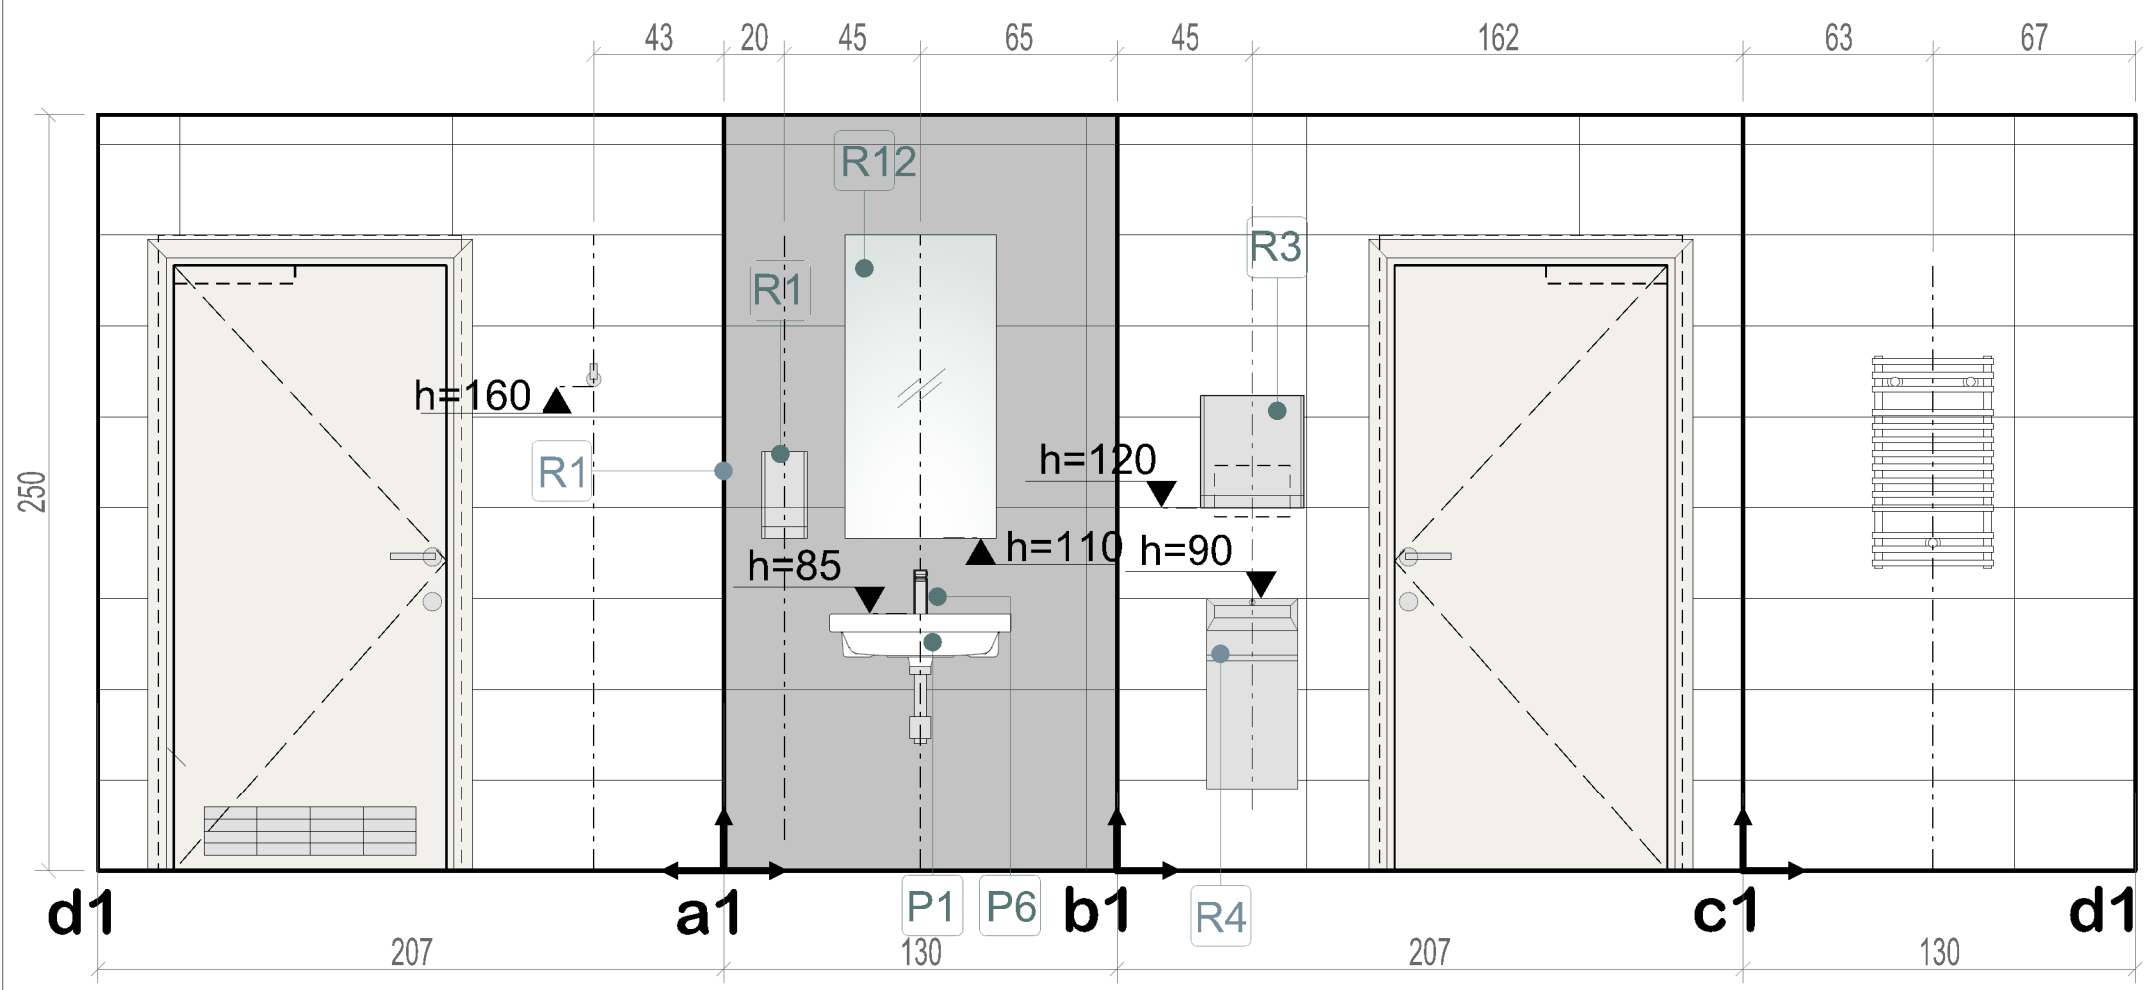 43 20 45 65 45 162 63 67
R12
R3
R1
h=160
h=120
R1
250
h=110 h=90
h=85
P1 P6
R4
d1 a1 b1 c1 d1
207 130 207 130